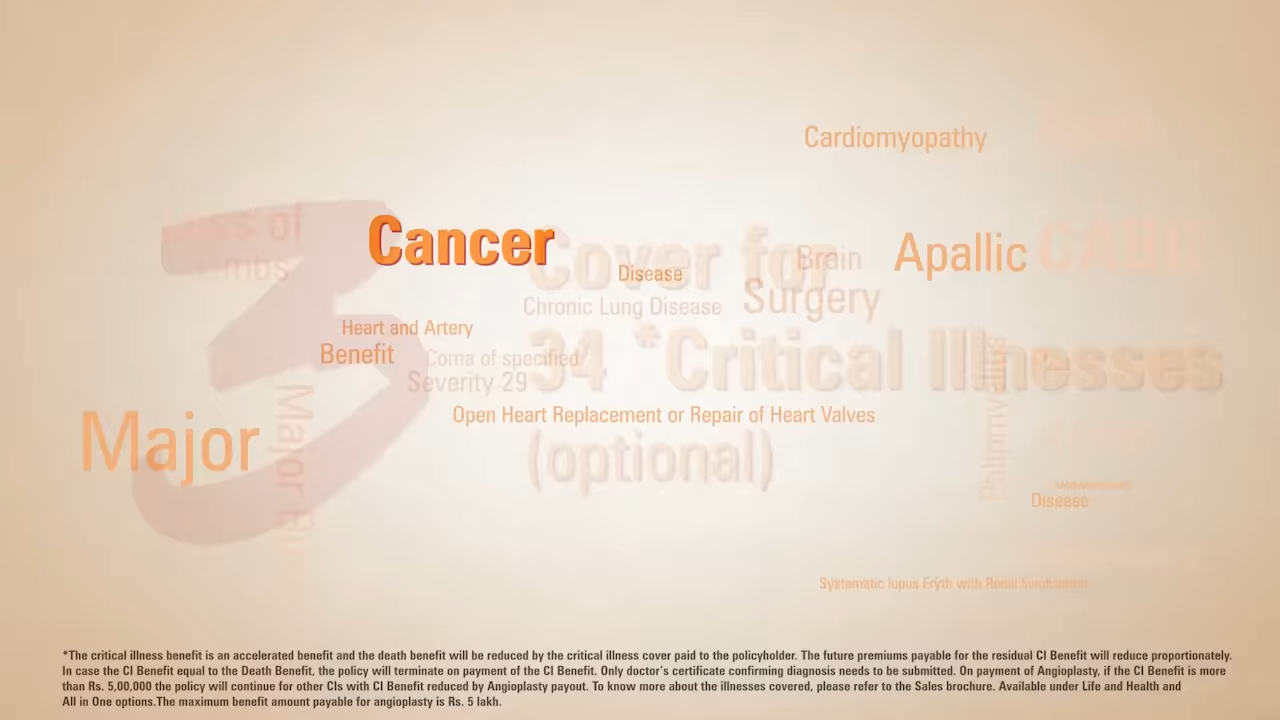 Cardiomyopathy
Loss of
Limbs
3
Cancer
Cover for
Brain
Surgery
Apallic
CARE
Disease
Chronic Lung Disease
Heart and Artery
Benefit
Coma of specified
Severity 29
34 *Critical Illnesses
Open Heart Replacement or Repair of Heart Valves
Major
Major
(optional)
Disease
Systematic lupus Eryth with Renal
*The critical illness benefit is an accelerated benefit and the death benefit will be reduced by the critical illness cover paid to the policyholder. The future premiums payable for the residual CI Benefit will reduce proportionately.
In case the CI Benefit equal to the Death Benefit, the policy will terminate on payment of the CI Benefit. Only doctor's certificate confirming diagnosis needs to be submitted. On payment of Angioplasty, if the CI Benefit is more
than Rs. 5,00,000 the policy will continue for other CIs with CI Benefit reduced by Angioplasty payout. To know more about the illnesses covered, please refer to the Sales brochure. Available under Life and Health and
All in One options.The maximum benefit amount payable for angioplasty is Rs. 5 lakh.